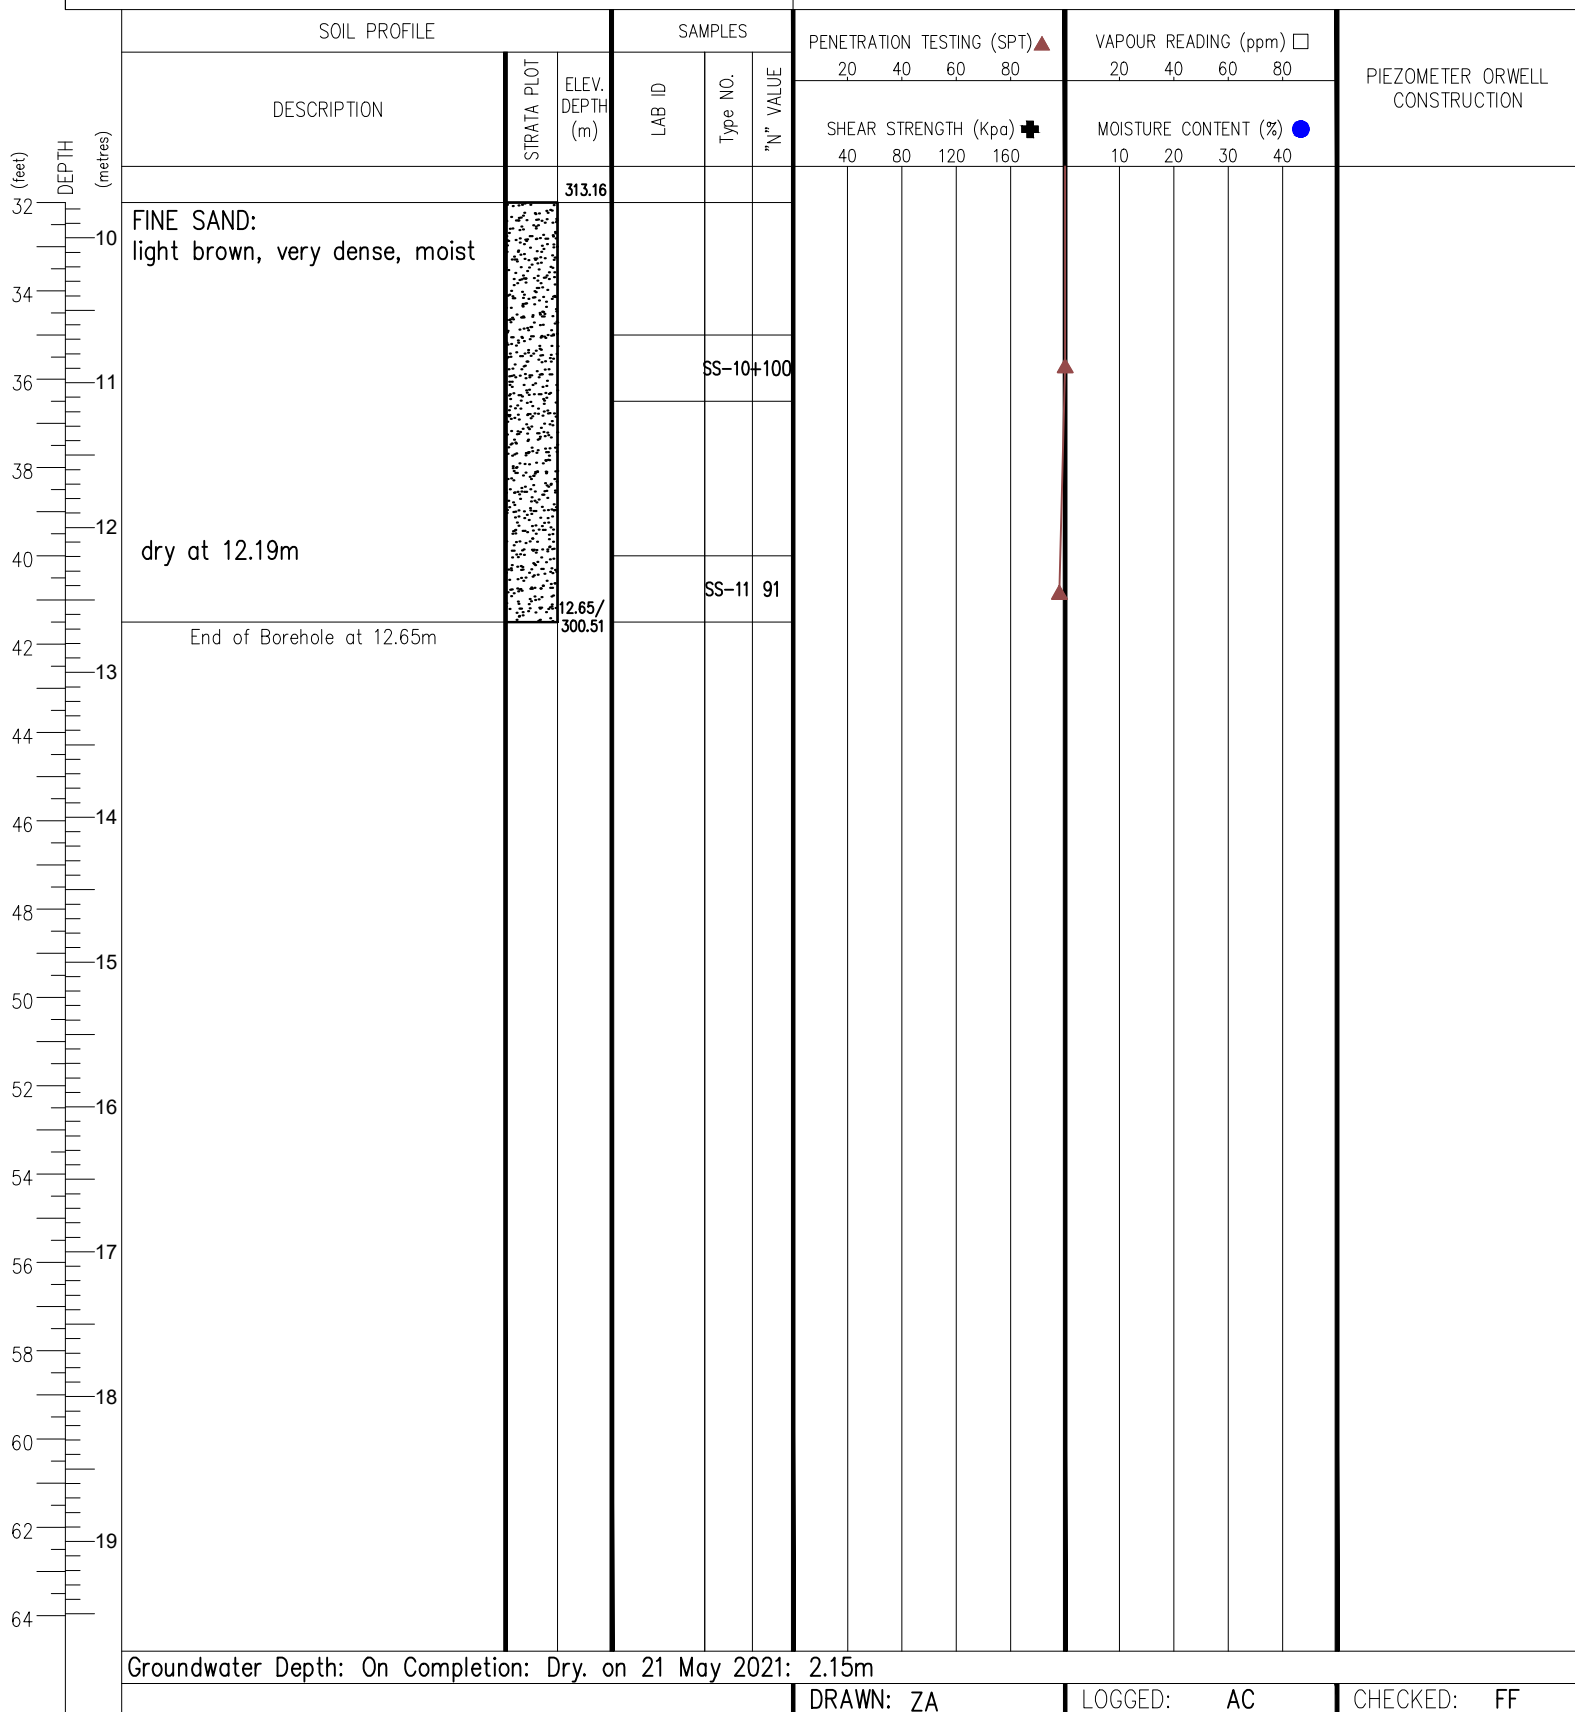 SOIL PROFILE
SAMPLES
PENETRATION TESTING (SPT)
VAPOUR READING (ppm)
20 40 60 80
20 40 60 80
PIEZOMETER ORWELL
CONSTRUCTION
DESCRIPTION
STRATA PLOT
ELEV.
DEPTH
(m)
LAB ID
Type NO.
"N" VALUE
SHEAR STRENGTH (Kpa)
MOISTURE CONTENT (%)
40 80 120 160
10 20 30 40
(feet)
DEPTH
(metres)
313.16
32
FINE SAND:
10
light brown, very dense, moist
34
SS-10 +100
36
11
38
12
dry at 12.19m
40
SS-11 91
12.65/
300.51
End of Borehole at 12.65m
42
13
44
14
46
48
15
50
52
16
54
17
56
58
18
60
62
19
64
Groundwater Depth: On Completion: Dry. on 21 May 2021: 2.15m
DRAWN: ZA
LOGGED: AC
CHECKED: FF